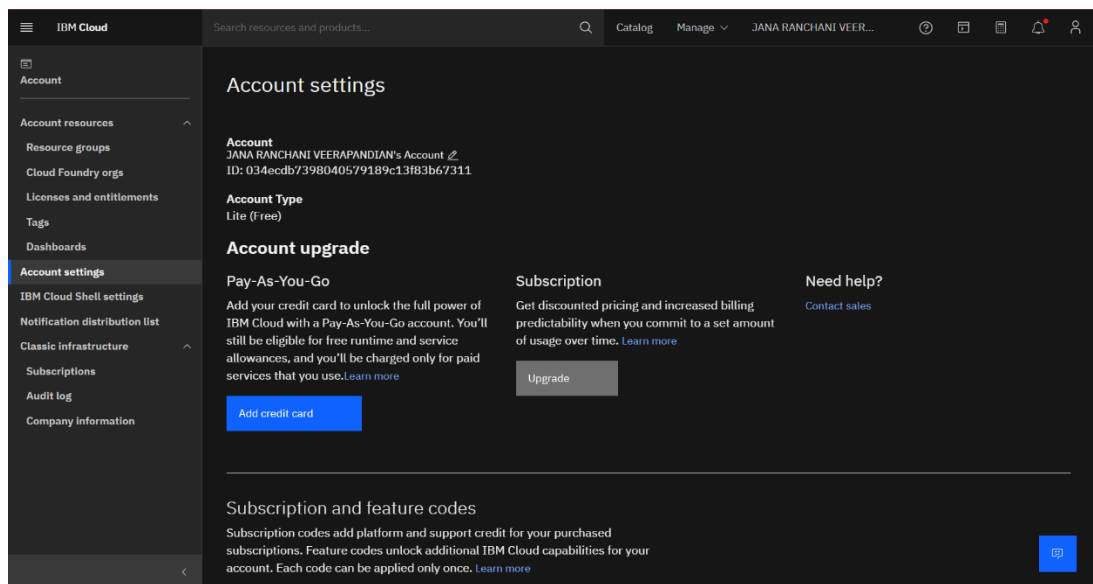 IBM Cloud
Search resources and products...
Catalog
Manage
JANA RANCHANI VEER...
Account
Account resources
Resource groups
Cloud Foundry orgs
Licenses and entitlements
Tags
Dashboards
Account settings
IBM Cloud Shell settings
Notification distribution list
Classic infrastructure
Subscriptions
Audit log
Company information
Account settings
Account
JANA RANCHANI VEERAPANDIAN's Account
ID: 034ecdb7398040579189c13f83b67311
Account Type
Lite (Free)
Account upgrade
Pay-As-You-Go
Add your credit card to unlock the full power of
IBM Cloud with a Pay-As-You-Go account. You'll
still be eligible for free runtime and service
allowances, and you'll be charged only for paid
services that you use.Learn more
Add credit card
Subscription
Get discounted pricing and increased billing
predictability when you commit to a set amount
of usage over time. Learn more
Upgrade
Need help?
Contact sales
Subscription and feature codes
Subscription codes add platform and support credit for your purchased
subscriptions. Feature codes unlock additional IBM Cloud capabilities for your
account. Each code can be applied only once. Learn more